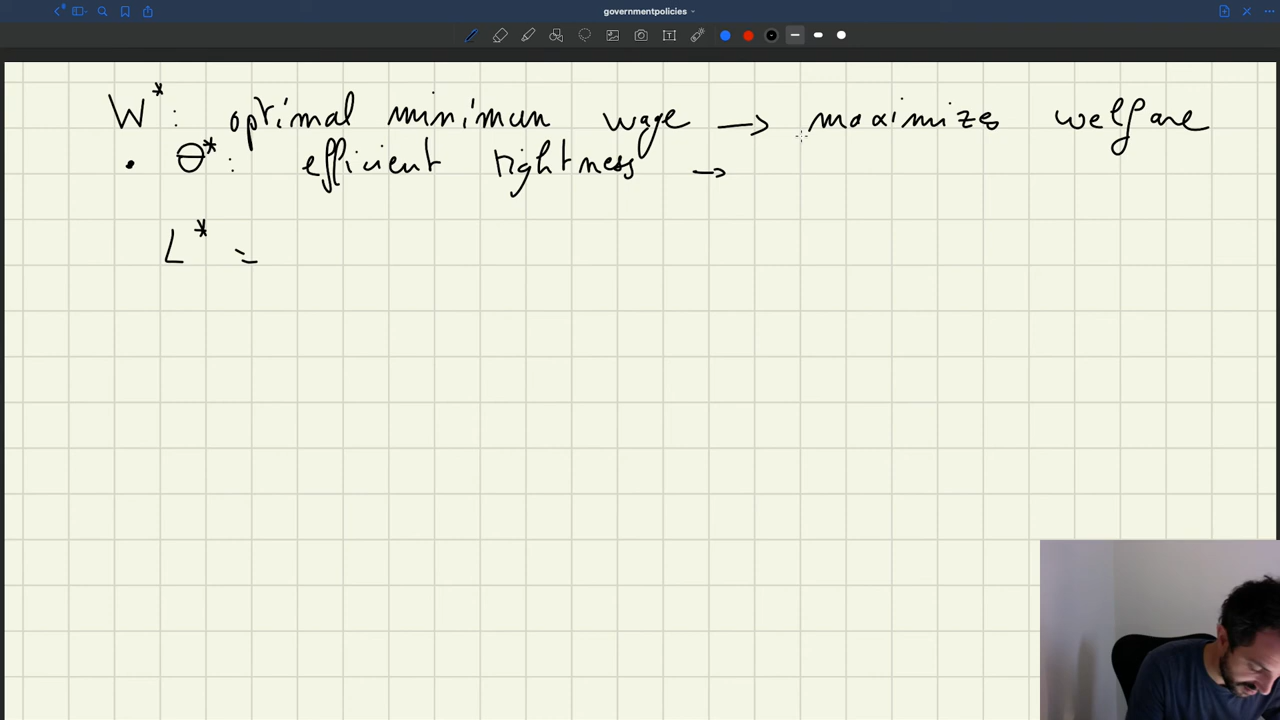 governmentpolicies
W*: optimal minimum wage → maximizes welfare
• θ*: efficient tightness →
L* =